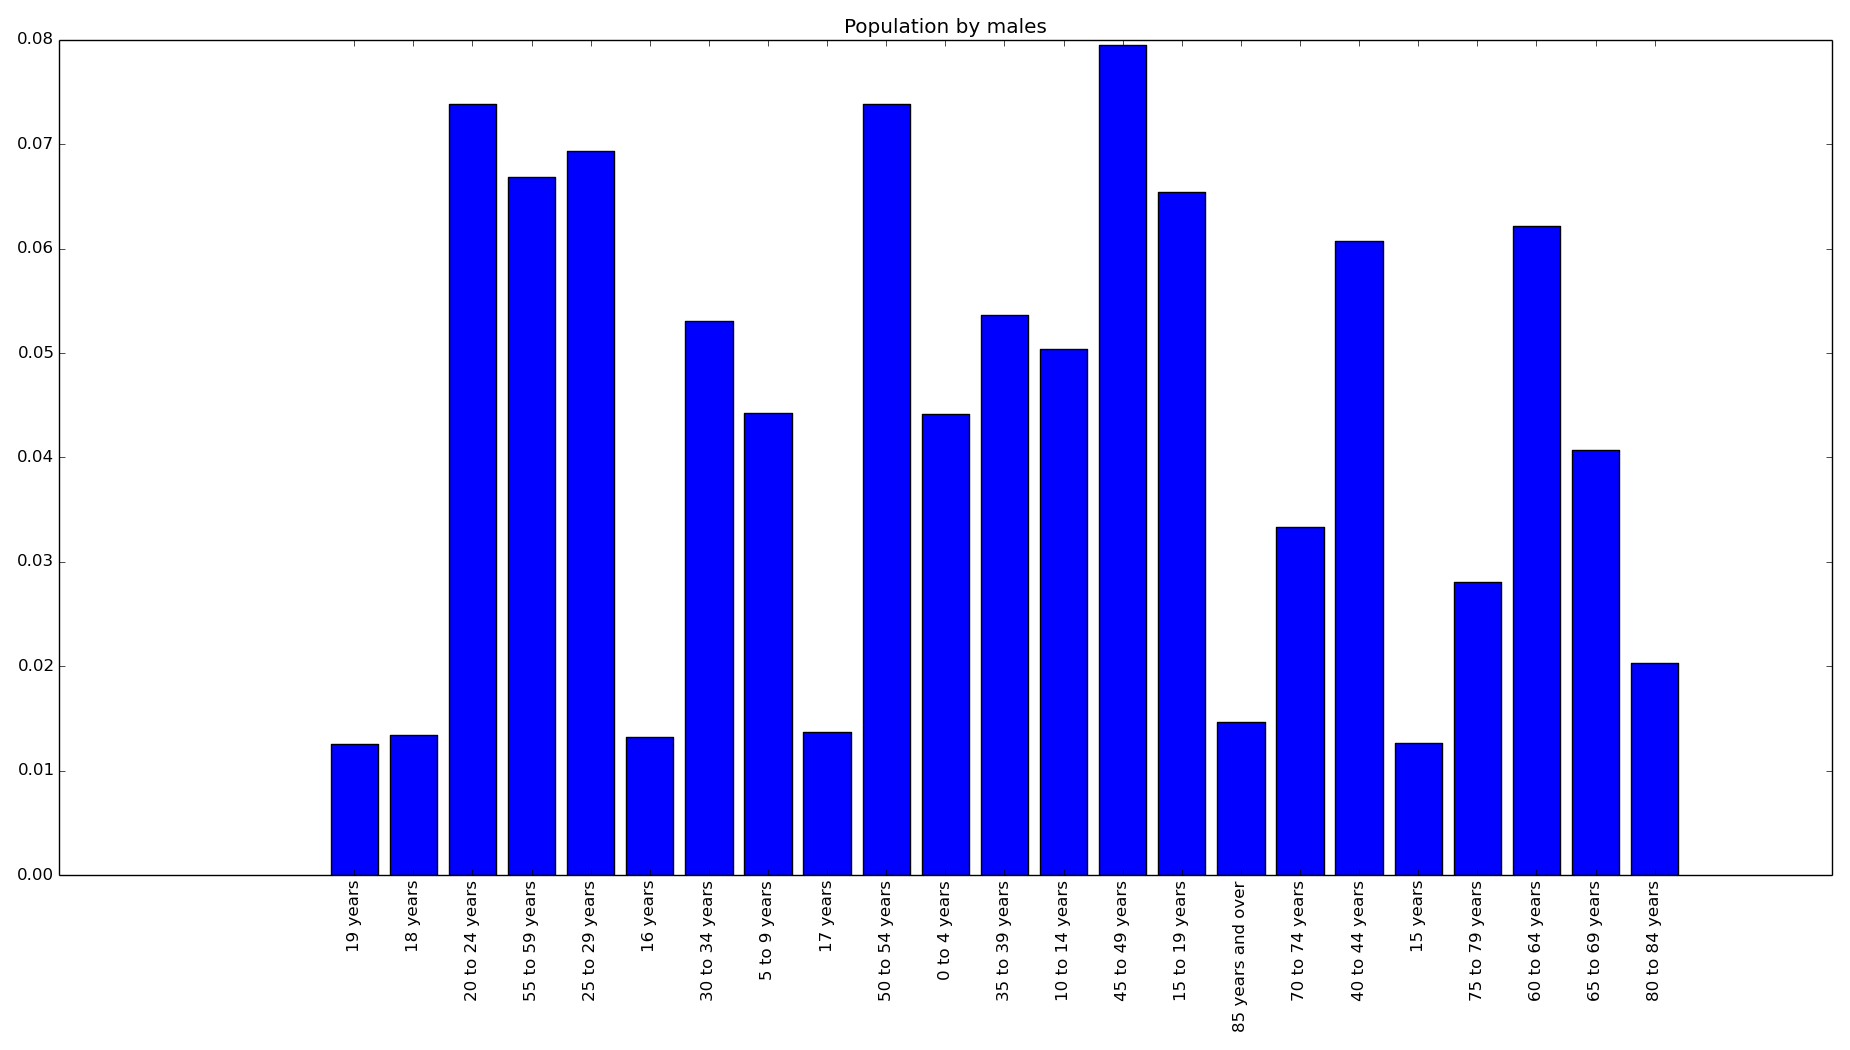 Population by males
0.08
0.07
0.06
0.05
0.04
0.03
0.02
0.01
0.00
19 years
18 years
20 to 24 years
55 to 59 years
25 to 29 years
16 years
30 to 34 years
5 to 9 years
17 years
50 to 54 years
0 to 4 years
35 to 39 years
10 to 14 years
45 to 49 years
15 to 19 years
85 years and over
70 to 74 years
40 to 44 years
15 years
75 to 79 years
60 to 64 years
65 to 69 years
80 to 84 years